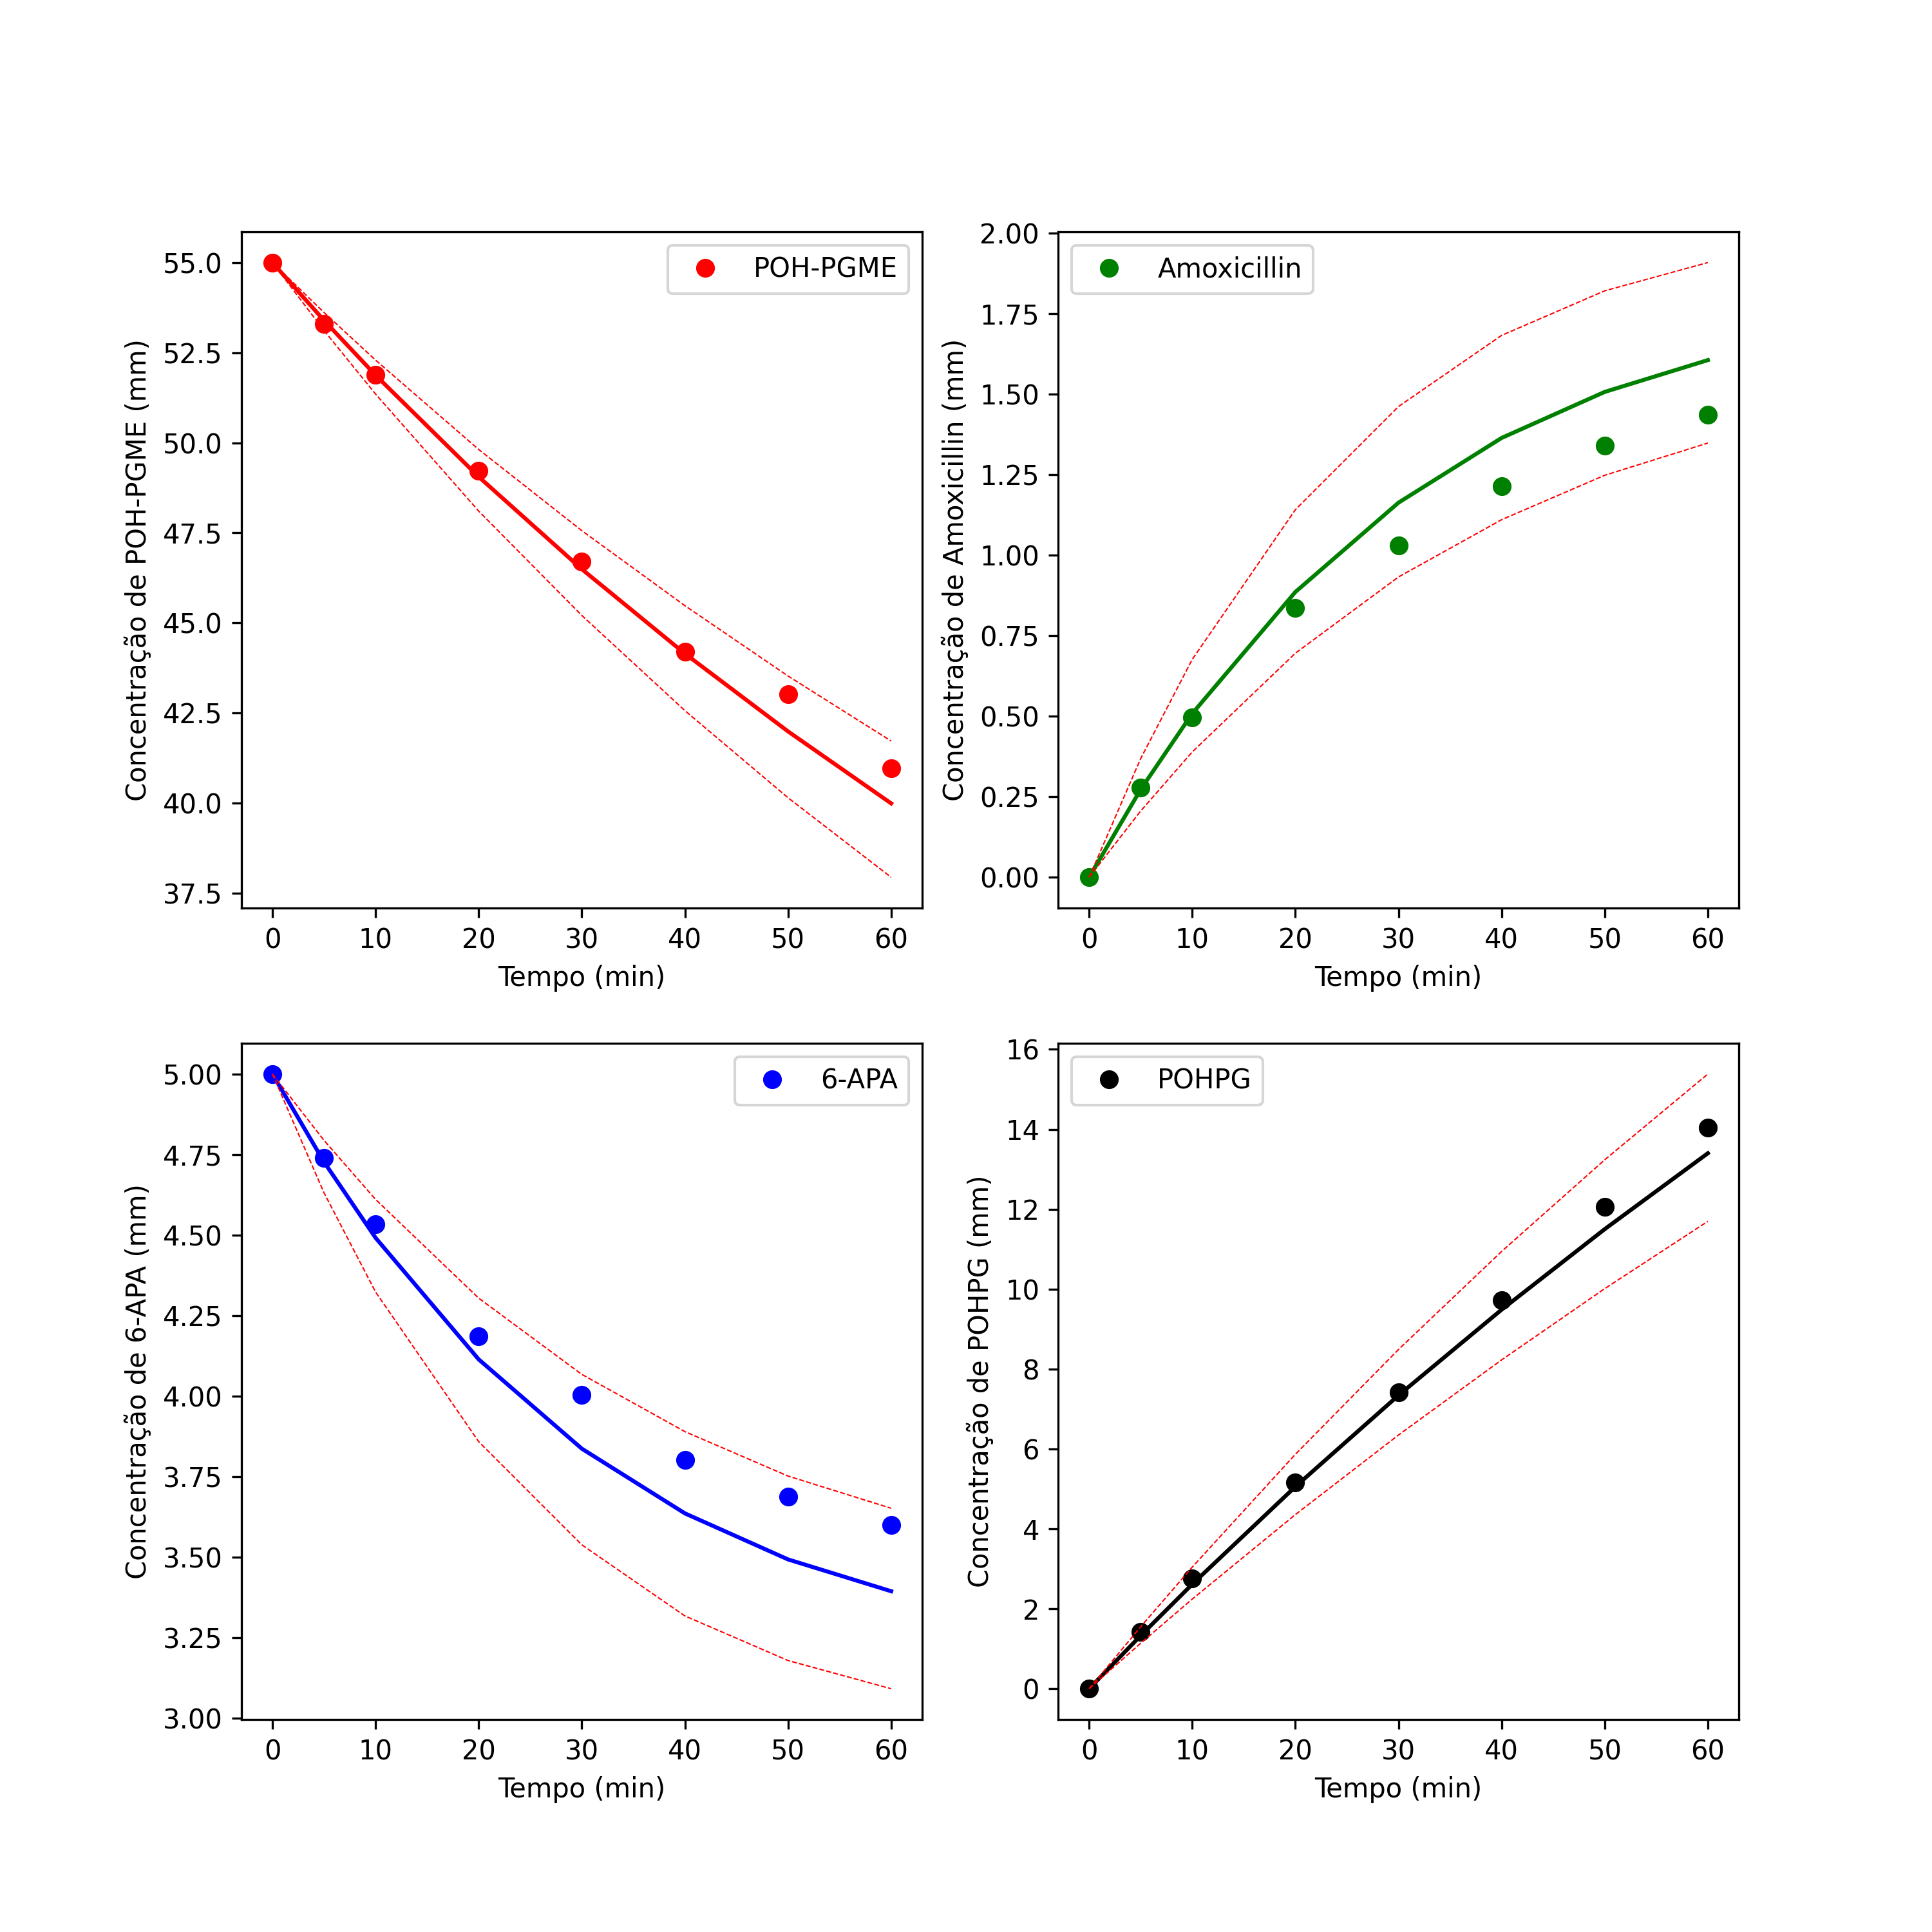 Concentração de POH-PGME (mm)
55.0
52.5
50.0
47.5
45.0
42.5
40.0
37.5
POH-PGME
0 10 20 30 40 50 60
Tempo (min)
Concentração de Amoxicillin (mm)
2.00
1.75
1.50
1.25
1.00
0.75
0.50
0.25
0.00
Amoxicillin
0 10 20 30 40 50 60
Tempo (min)
Concentração de 6-APA (mm)
5.00
4.75
4.50
4.25
4.00
3.75
3.50
3.25
3.00
6-APA
0 10 20 30 40 50 60
Tempo (min)
Concentração de POHPG (mm)
16
14
12
10
8
6
4
2
0
POHPG
0 10 20 30 40 50 60
Tempo (min)